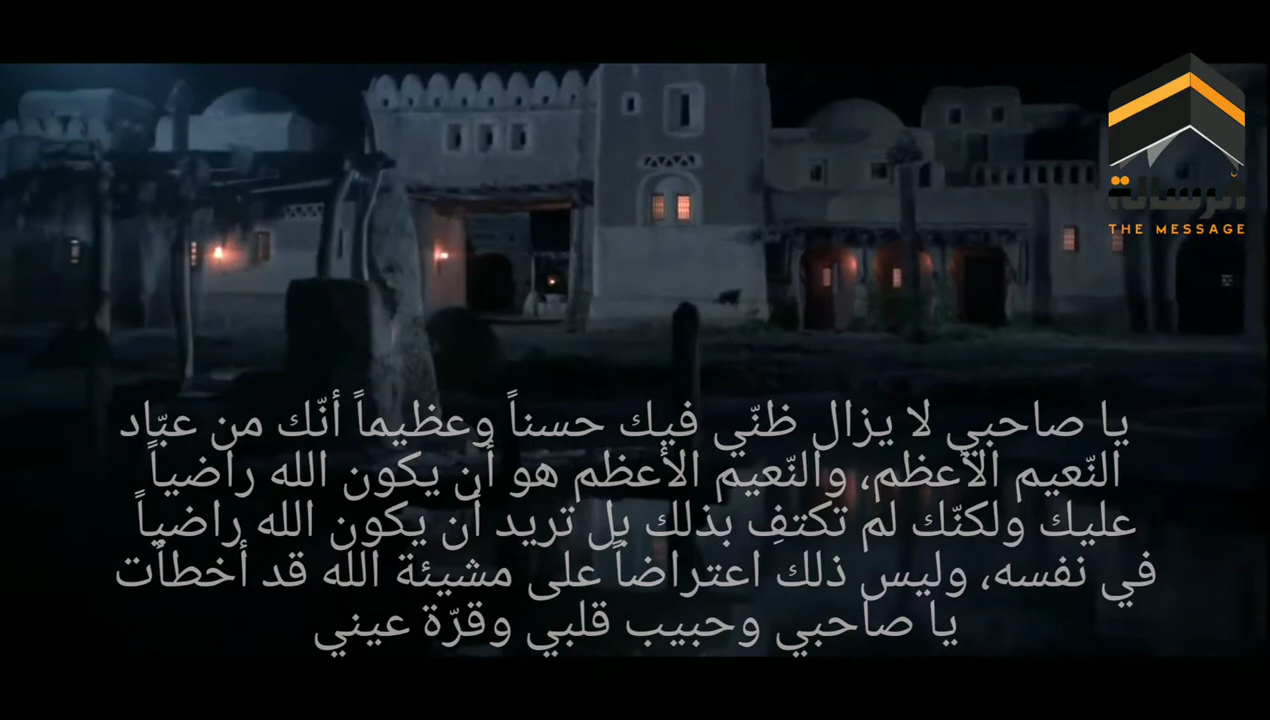 الرسالة
THE MESSAGE
يا صاحبي لا يزال ظنّي فيك حسناً وعظيماً أنّك من عبّاد
النّعيم الأعظم، والنّعيم الأعظم هو أن يكون الله راضياً
عليك ولكنّك لم تكتفِ بذلك بل تريد أن يكون الله راضياً
في نفسه، وليس ذلك اعتراضاً على مشيئة الله قد أخطأت
يا صاحبي وحبيب قلبي وقرّة عيني